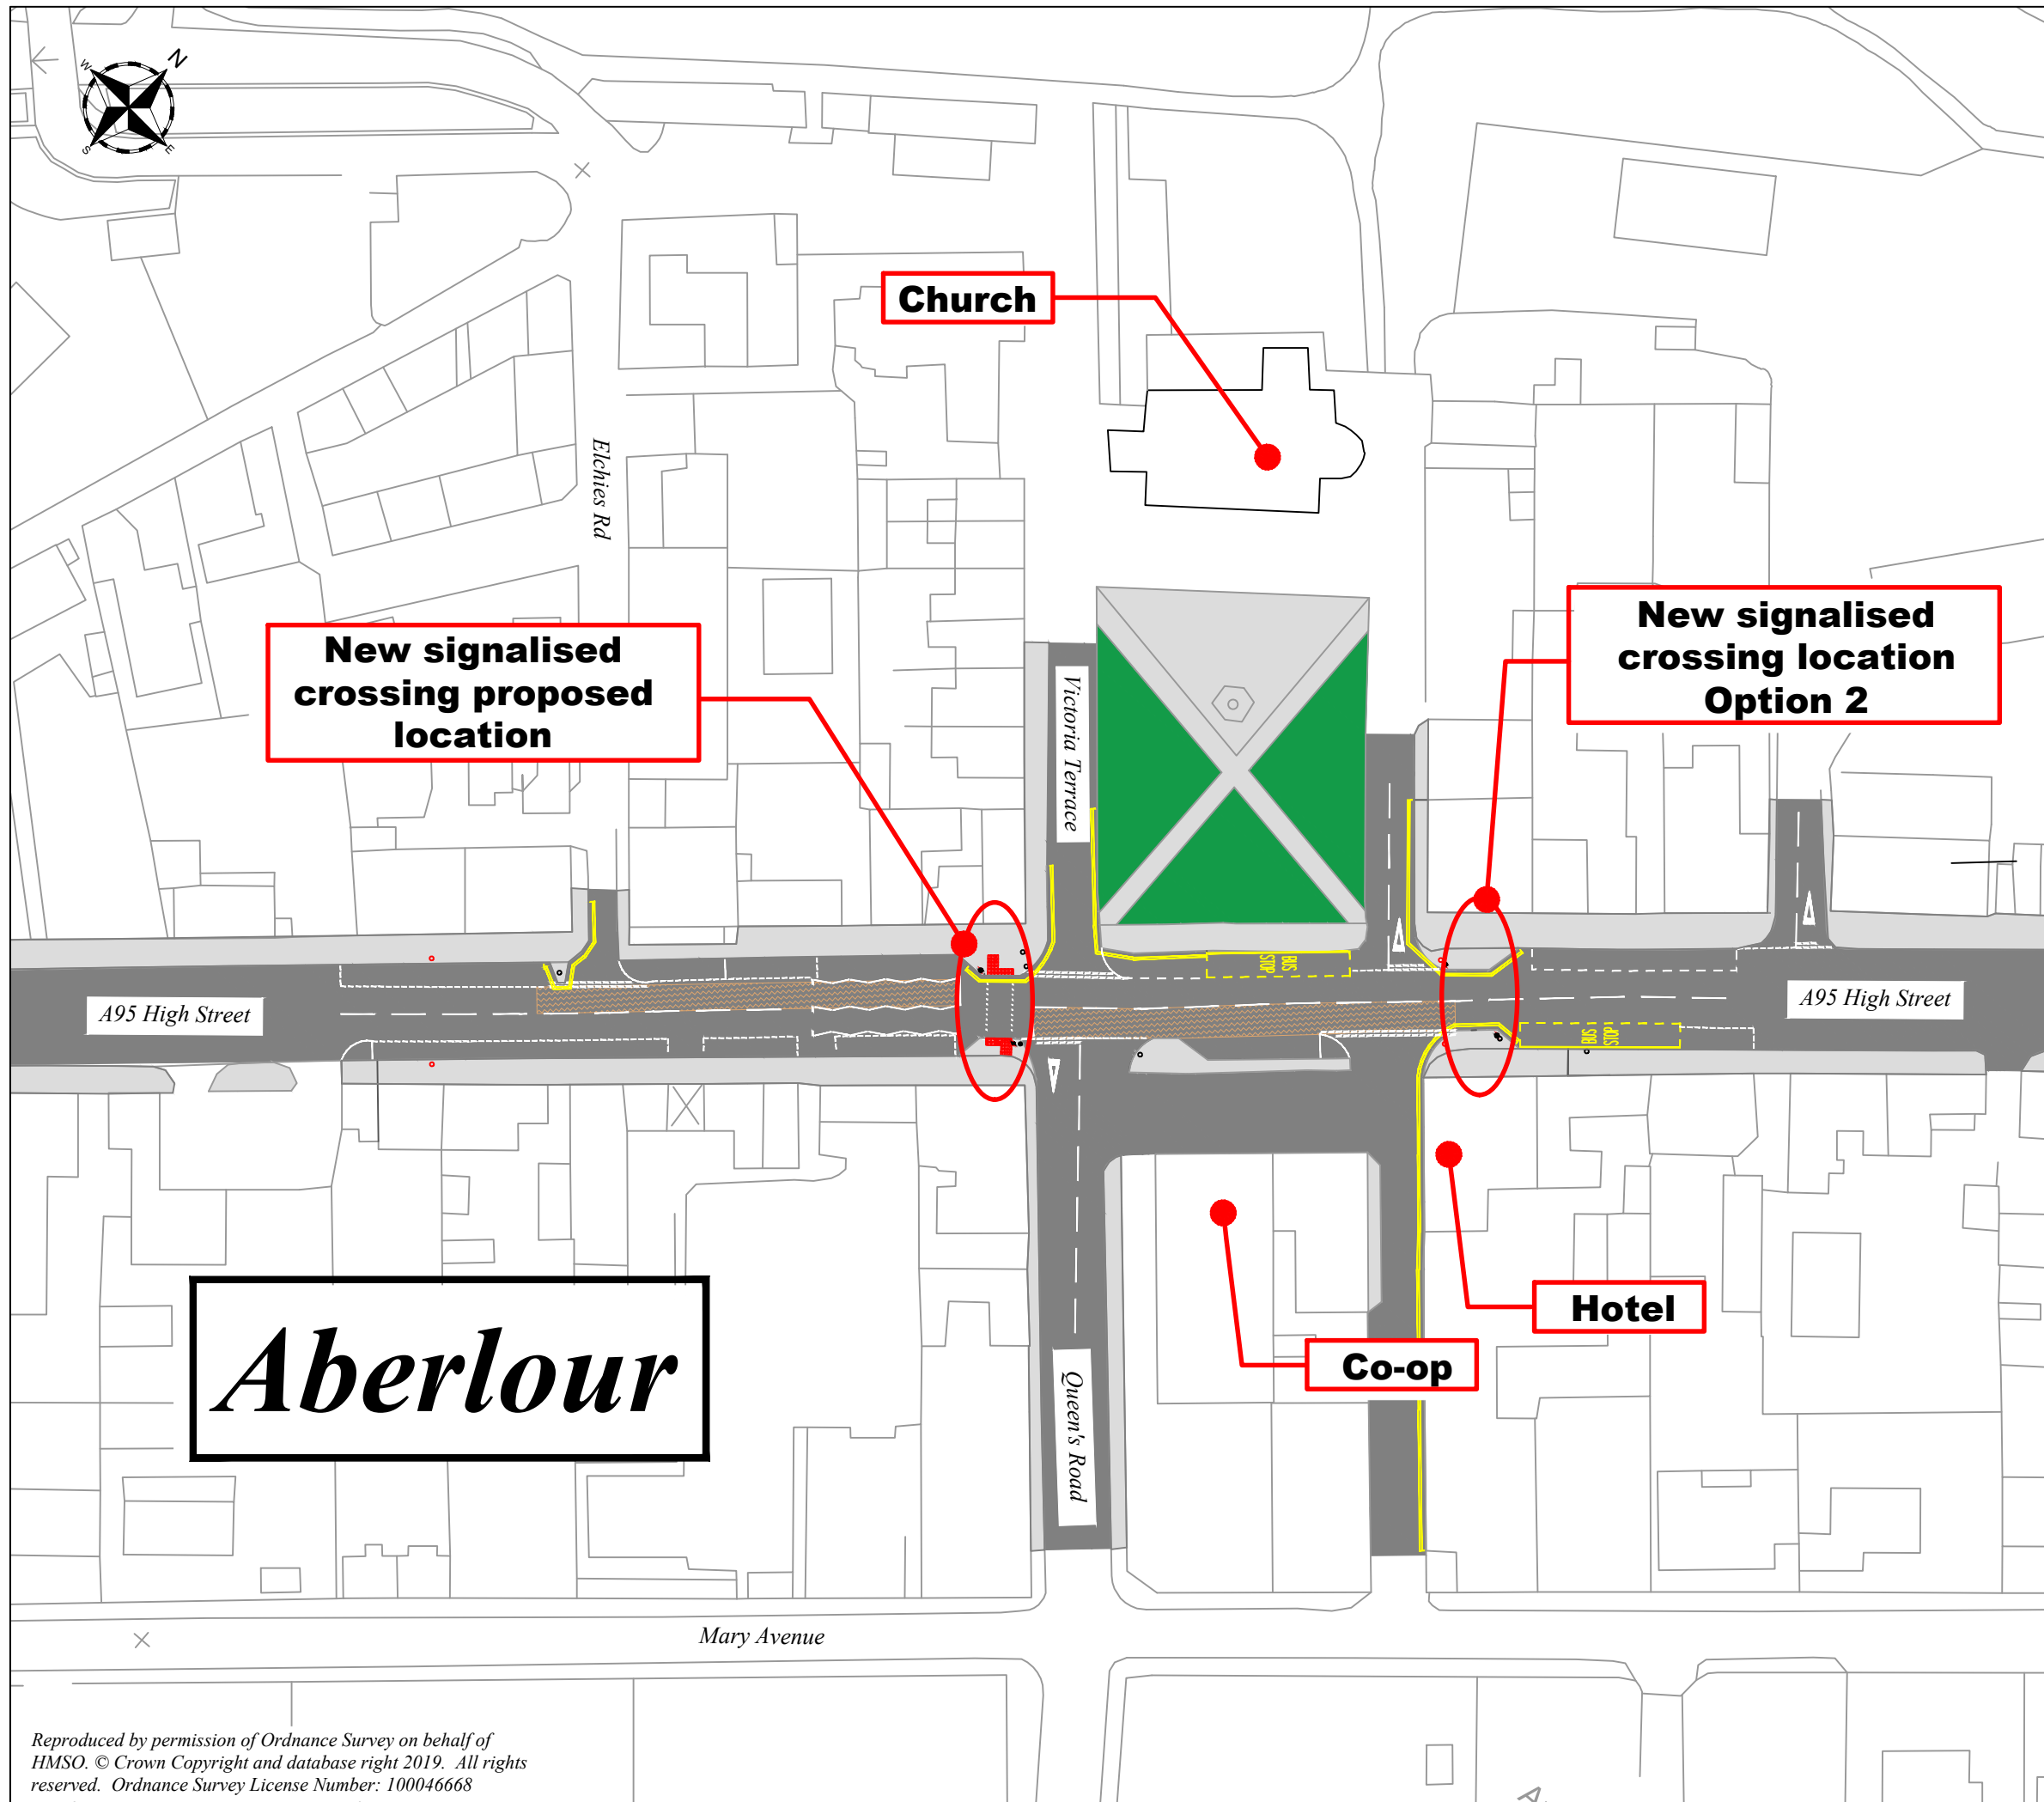 N
W
S
E
Church
Elchies Rd
New signalised
crossing proposed
location
New signalised
crossing location
Option 2
Victoria Terrace
BUS
STOP
A95 High Street
A95 High Street
BUS
STOP
Hotel
Co-op
Aberlour
Queen's Road
Mary Avenue
Reproduced by permission of Ordnance Survey on behalf of
HMSO. © Crown Copyright and database right 2019. All rights
reserved. Ordnance Survey License Number: 100046668